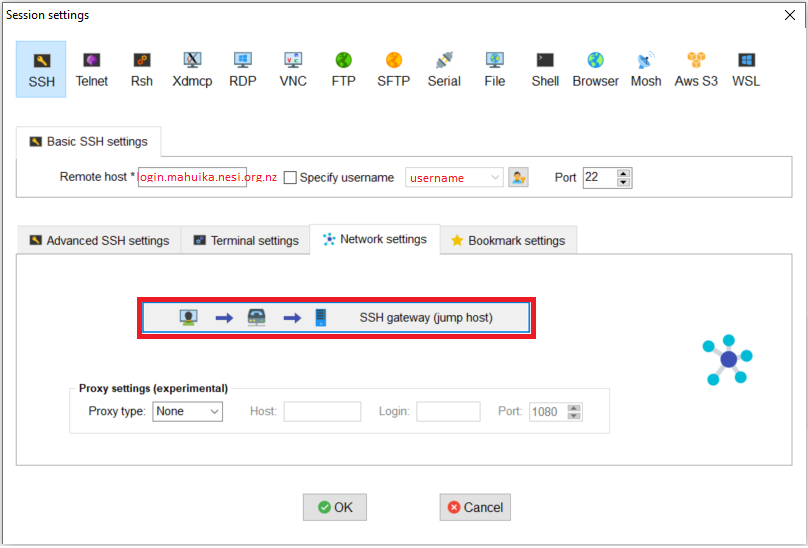 Session settings
SSH Telnet Rsh Xdmcp RDP VNC FTP SFTP Serial File Shell Browser Mosh Aws S3 WSL
Basic SSH settings
Remote host * login.mahuika.nesi.org.nz Specify username username Port 22
Advanced SSH settings Terminal settings Network settings Bookmark settings
SSH gateway (jump host)
Proxy settings (experimental)
Proxy type: None Host: Login: Port: 1080
OK Cancel